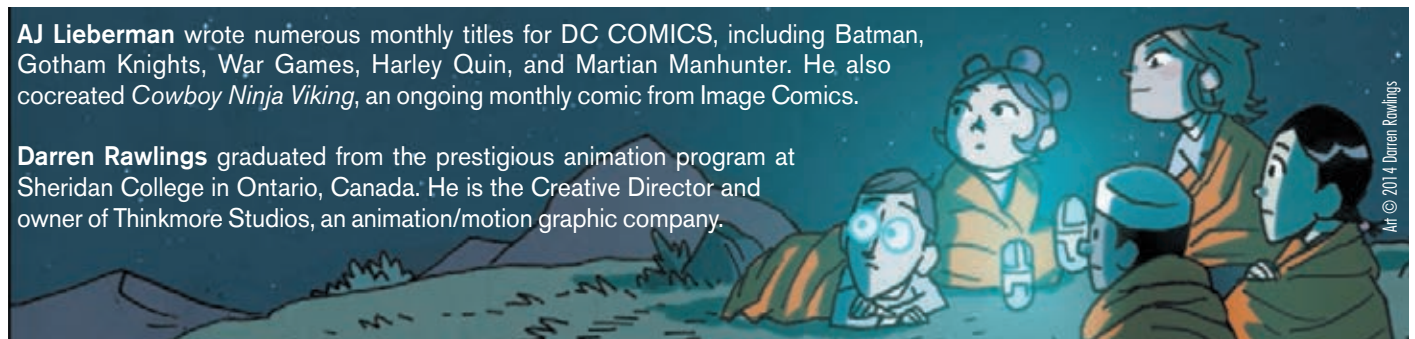 AJ Lieberman wrote numerous monthly titles for DC COMICS, including Batman,
Gotham Knights, War Games, Harley Quin, and Martian Manhunter. He also
cocreated Cowboy Ninja Viking, an ongoing monthly comic from Image Comics.
Darren Rawlings graduated from the prestigious animation program at
Sheridan College in Ontario, Canada. He is the Creative Director and
owner of Thinkmore Studios, an animation/motion graphic company.
Art © 2014 Darren Rawlings